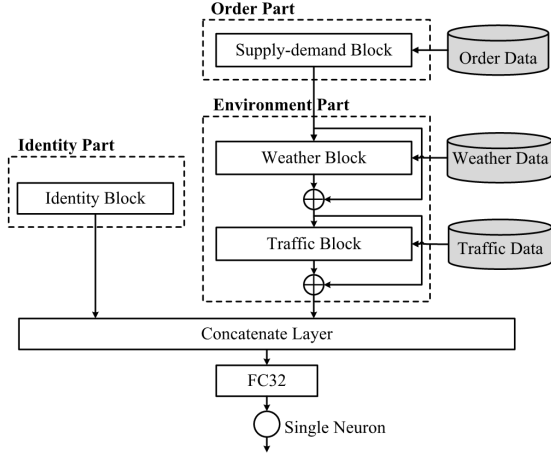 Order Part
Supply-demand Block
Order Data
Environment Part
Identity Part
Weather Block
Weather Data
Identity Block
Traffic Block
Traffic Data
Concatenate Layer
FC32
Single Neuron